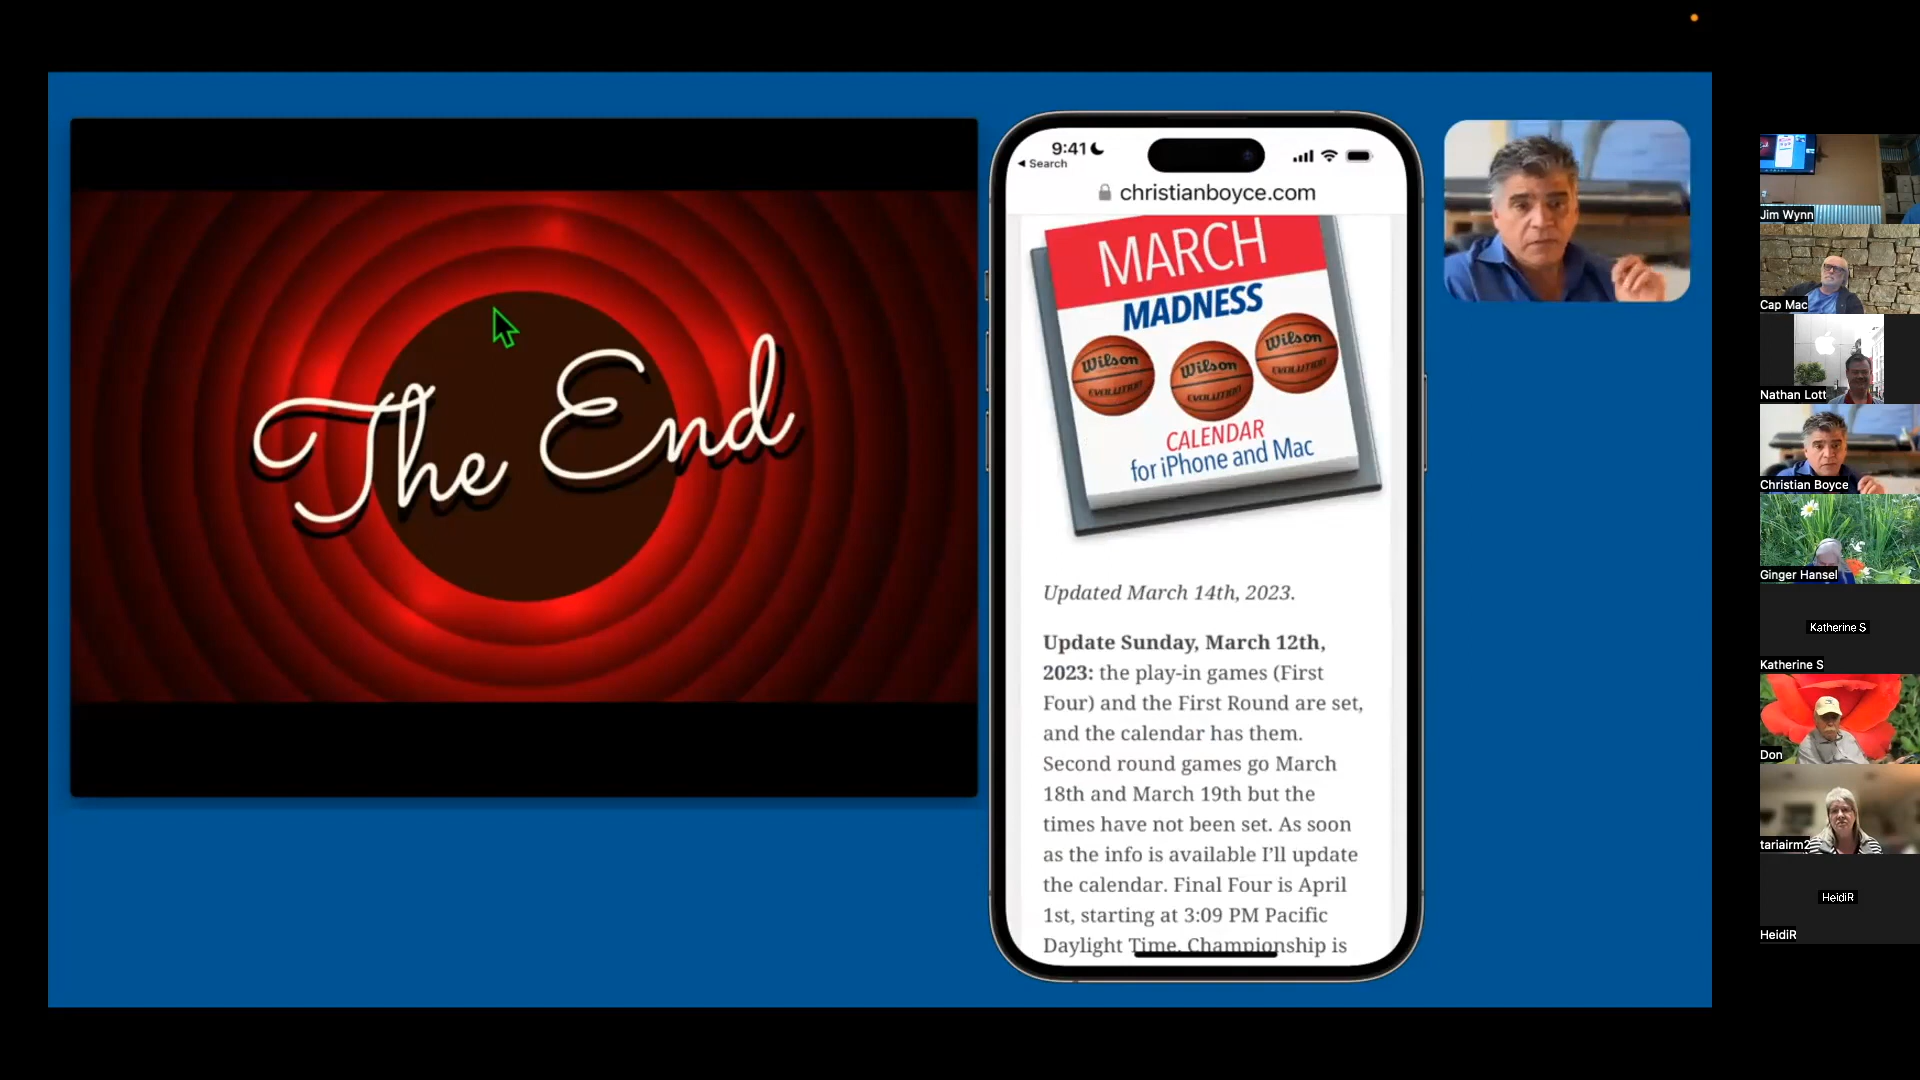 The End
9:41
◀ Search
christianboyce.com
MARCH
MADNESS
Wilson
EVOLUTION
Wilson
EVOLUTION
Wilson
EVOLUTION
CALENDAR
for iPhone and Mac
Updated March 14th, 2023.
Update Sunday, March 12th,
2023: the play-in games (First
Four) and the First Round are set,
and the calendar has them.
Second round games go March
18th and March 19th but the
times have not been set. As soon
as the info is available I’ll update
the calendar. Final Four is April
1st, starting at 3:09 PM Pacific
Daylight Time. Championship is
Jim Wynn
Cap Mac
Nathan Lott
Christian Boyce
Ginger Hansel
Katherine S
Katherine S
Don
tariairm2
HeidiR
HeidiR